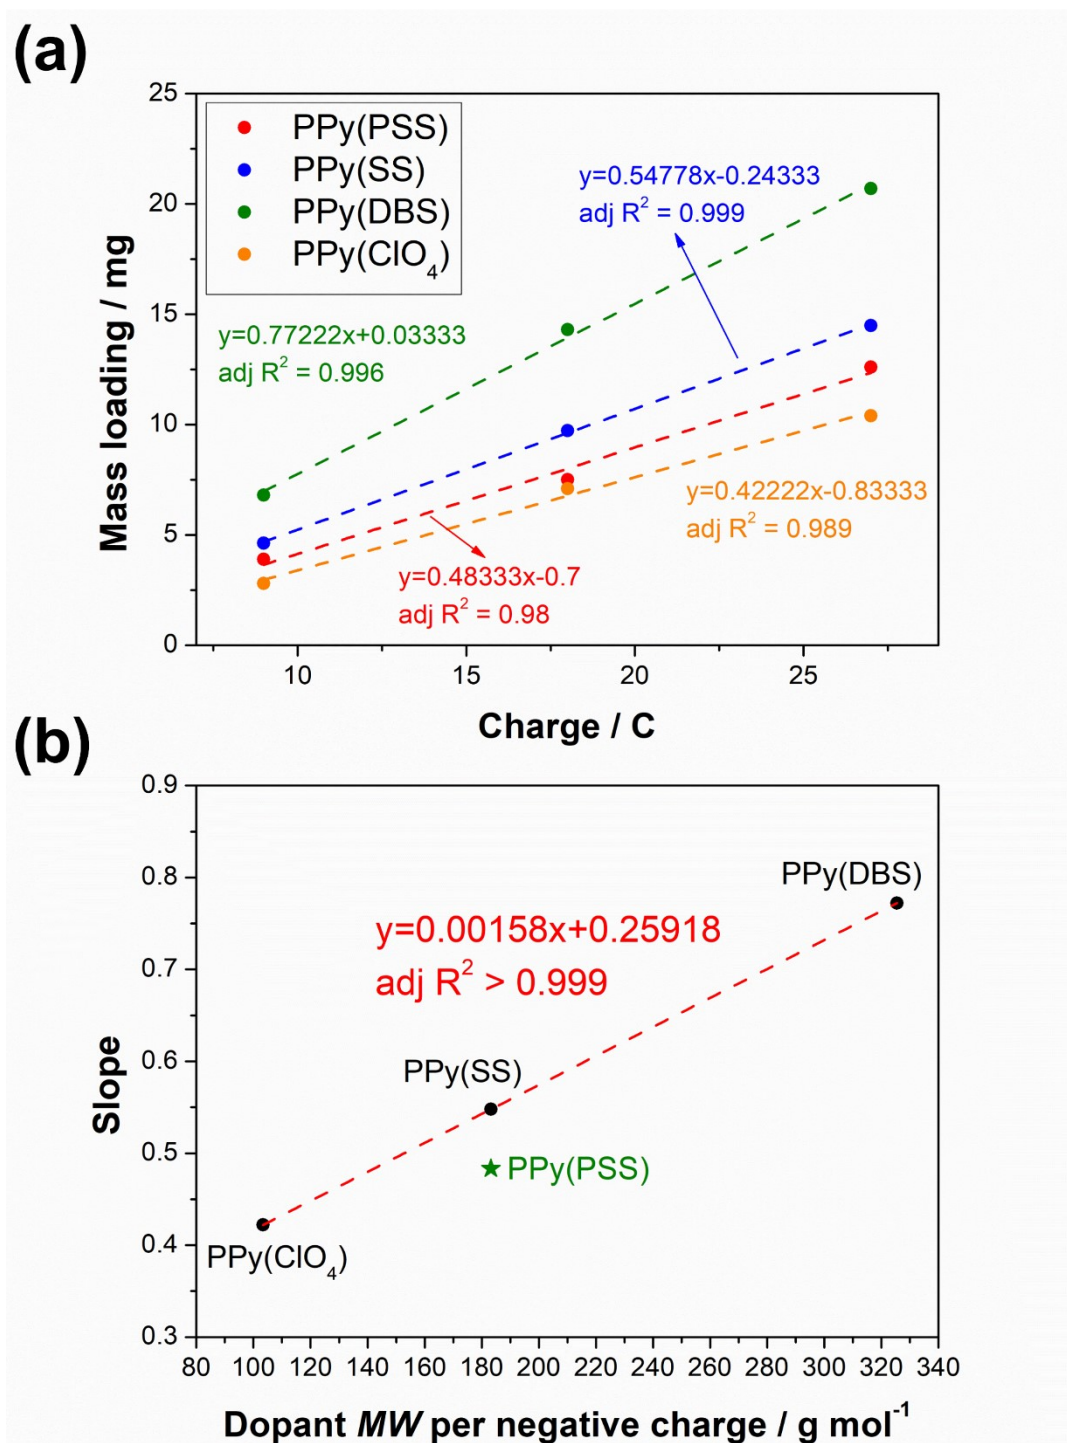 (a)
25
20
15
10
5
0
Mass loading / mg
PPy(PSS)
PPy(SS)
PPy(DBS)
PPy(ClO₄)
y=0.54778x-0.24333
adj R² = 0.999
y=0.77222x+0.03333
adj R² = 0.996
y=0.42222x-0.83333
adj R² = 0.989
y=0.48333x-0.7
adj R² = 0.98
10 15 20 25
Charge / C
(b)
0.9
0.8
0.7
0.6
0.5
0.4
0.3
Slope
PPy(DBS)
y=0.00158x+0.25918
adj R² > 0.999
PPy(SS)
PPy(PSS)
PPy(ClO₄)
80 100 120 140 160 180 200 220 240 260 280 300 320 340
Dopant MW per negative charge / g mol⁻¹